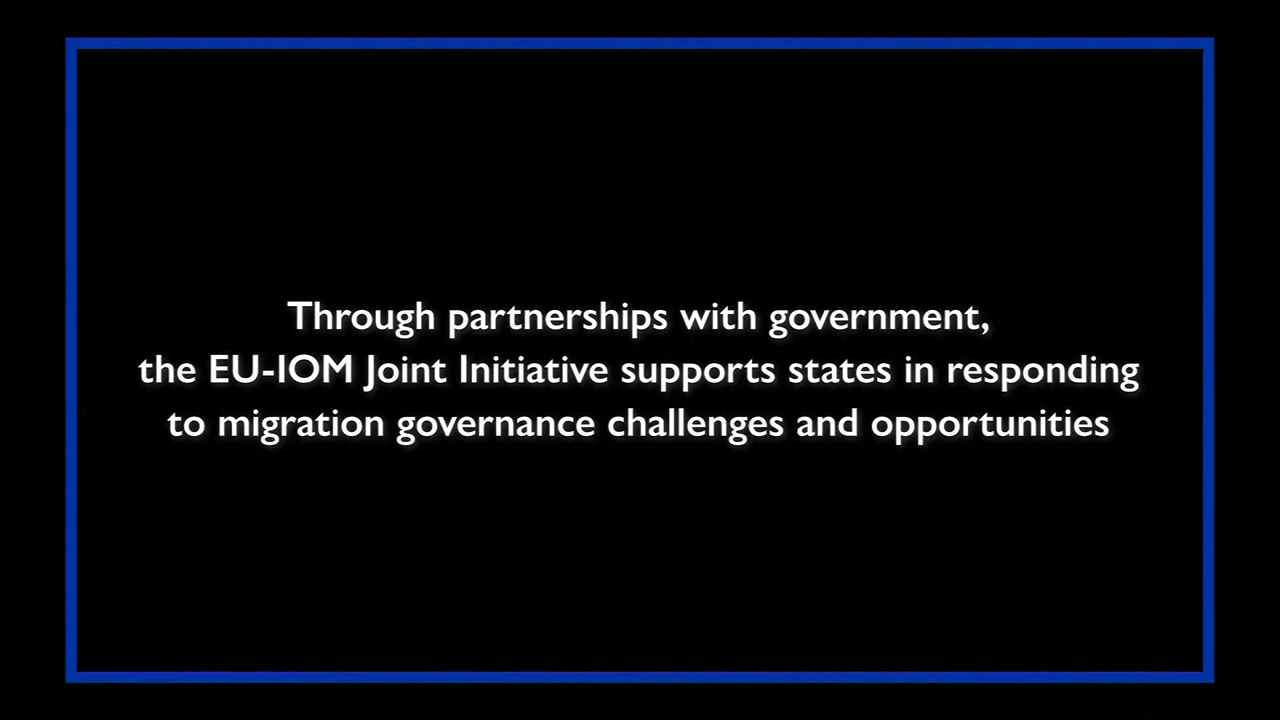 Through partnerships with government,
the EU-IOM Joint Initiative supports states in responding
to migration governance challenges and opportunities